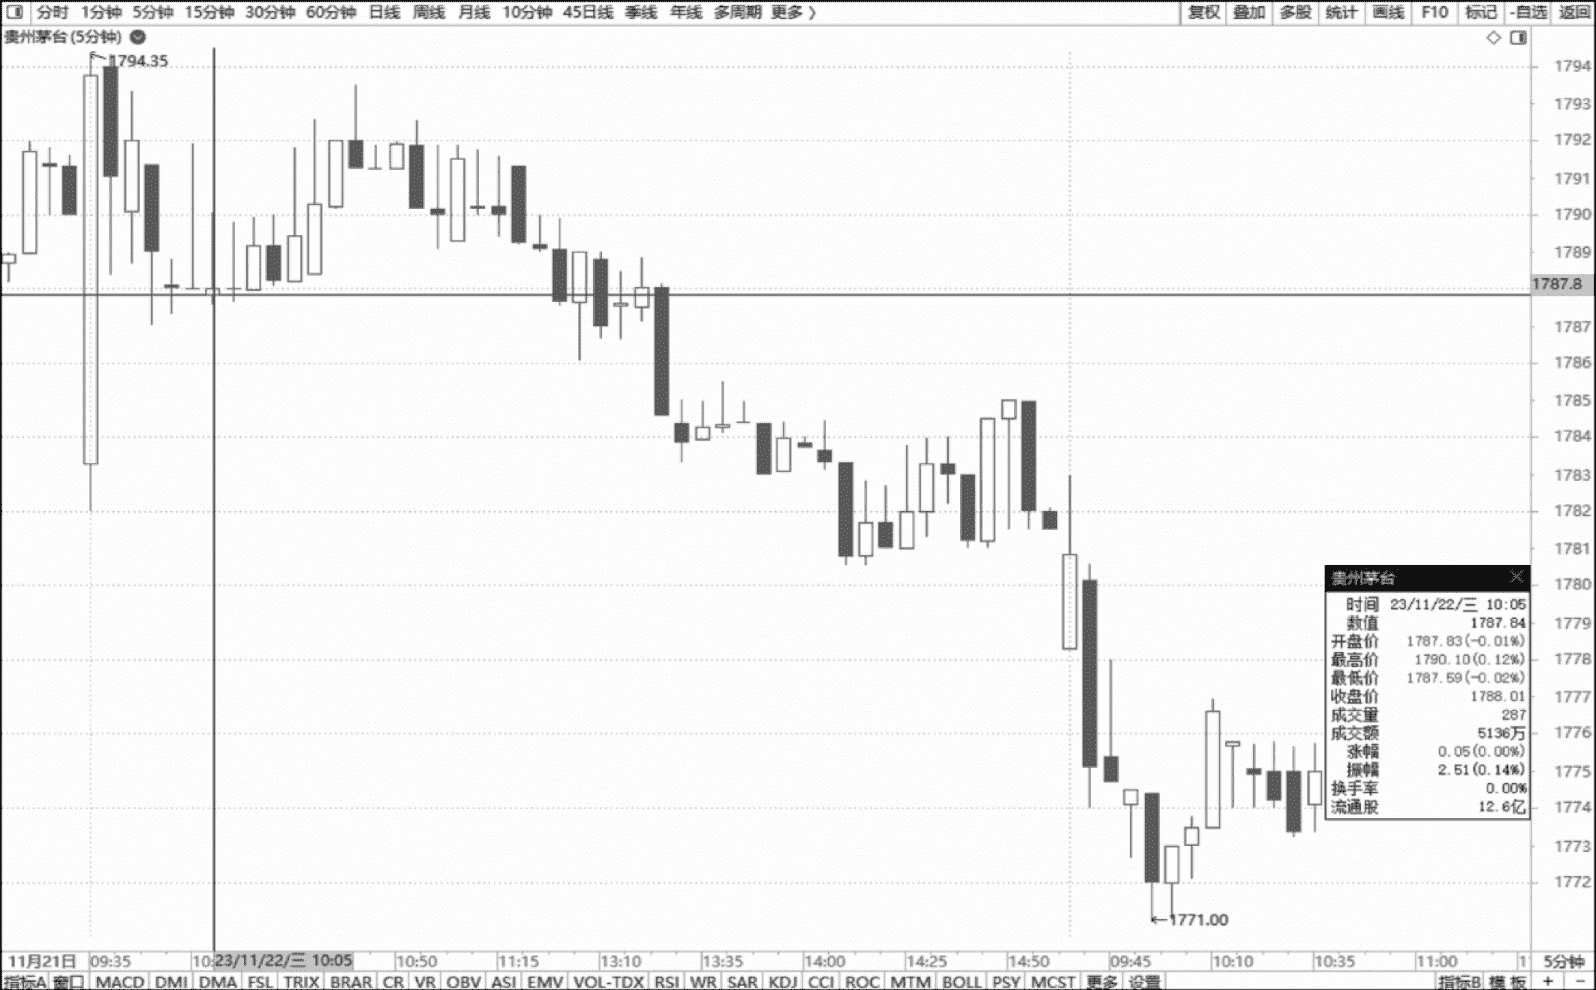 分时 1分钟 5分钟 15分钟 30分钟 60分钟 日线 周线 月线 10分钟 45日线 季线 年线 多周期 更多 〉 复权 叠加 多股 统计 画线 F10 标记 -自选 返回
贵州茅台(5分钟)
1794.35
1794
1793
1792
1791
1790
1789
1787.8
1787
1786
1785
1784
1783
1782
1781
1780
1779
1778
1777
1776
1775
1774
1773
1772
贵州茅台
时间 23/11/22/三 10:05
数值 1787.84
开盘价 1787.83(-0.01%)
最高价 1790.10(0.12%)
最低价 1787.59(-0.02%)
收盘价 1788.01
成交量 287
成交额 5136万
涨幅 0.05(0.00%)
振幅 2.51(0.14%)
换手率 0.00%
流通股 12.6亿
←1771.00
11月21日 09:35 10: 23/11/22/三 10:05 10:50 11:15 13:10 13:35 14:00 14:25 14:50 09:45 10:10 10:35 11:00 5分钟
指标A 窗口 MACD DMI DMA FSL TRIX BRAR CR VR OBV ASI EMV VOL-TDX RSI WR SAR KDJ CCI ROC MTM BOLL PSY MCST 更多 设置 指标B 模板 + -